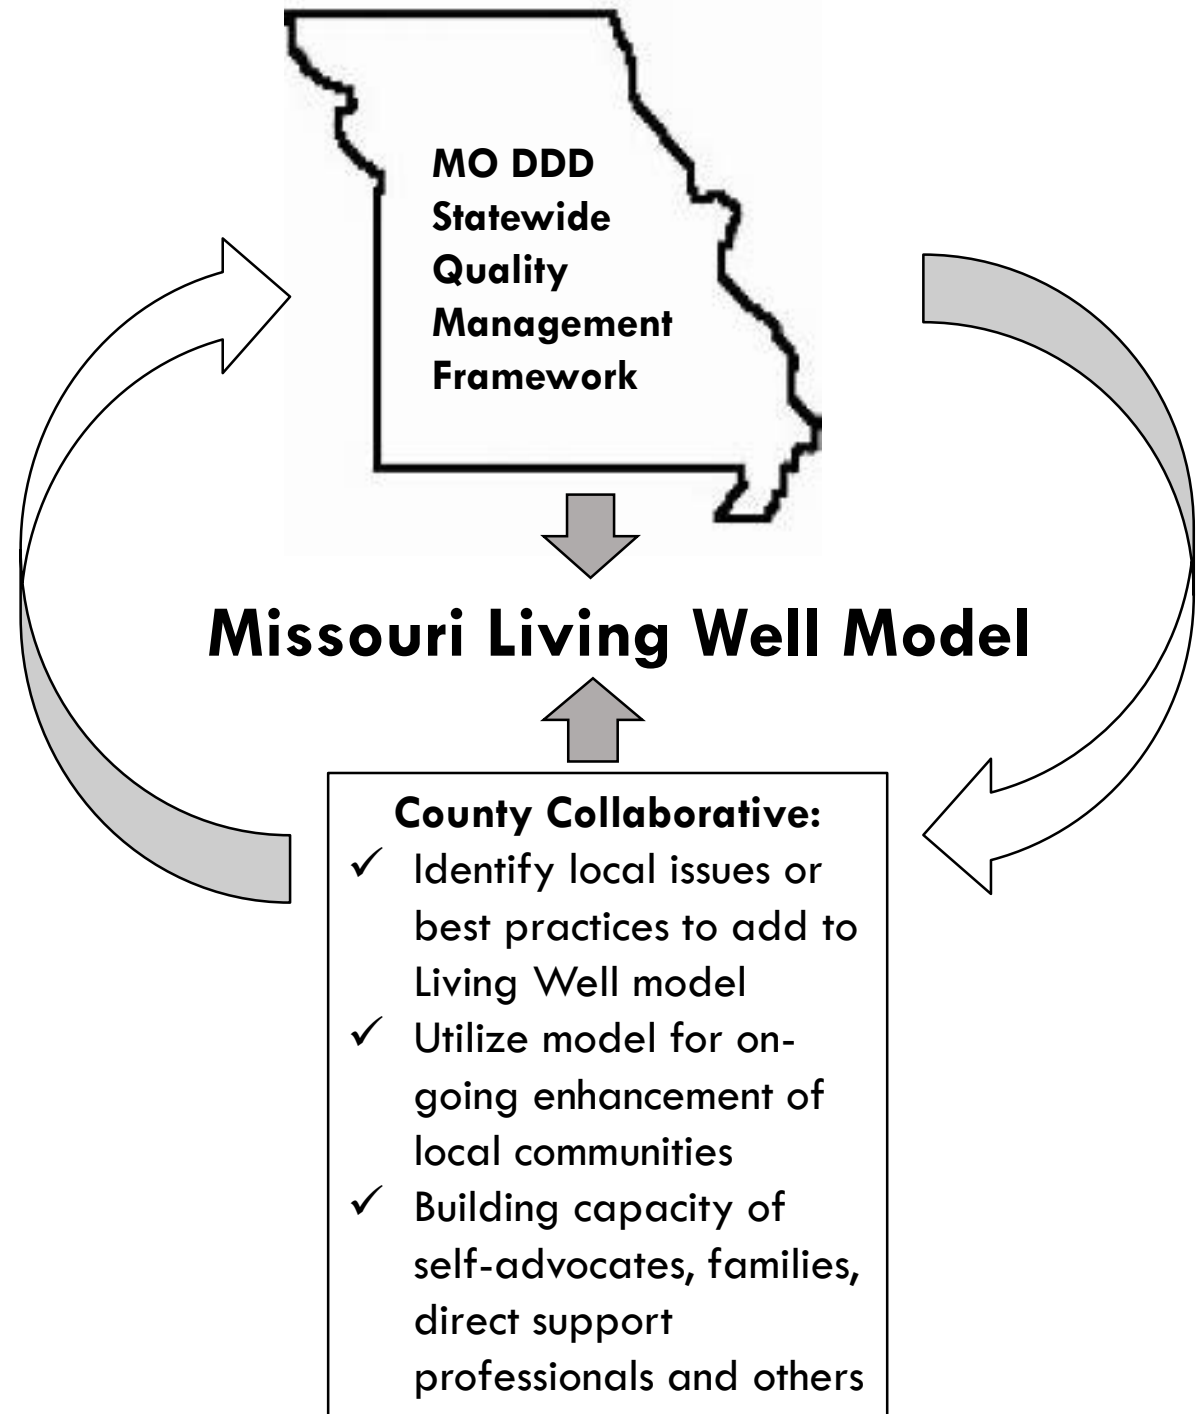 MO DDD
Statewide
Quality
Management
Framework
Missouri Living Well Model
County Collaborative:
✓ Identify local issues or
best practices to add to
Living Well model
✓ Utilize model for on-
going enhancement of
local communities
✓ Building capacity of
self-advocates, families,
direct support
professionals and others